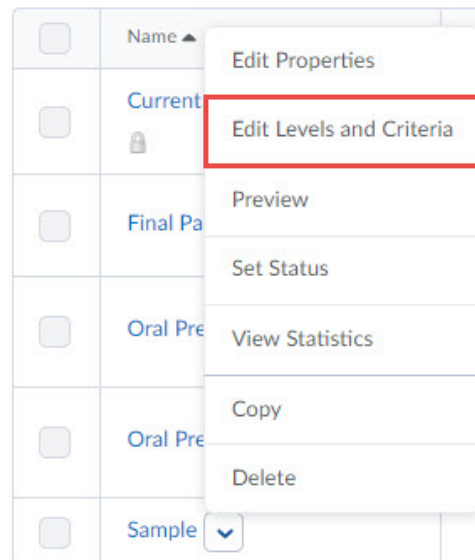 Name
Edit Properties
Current
Edit Levels and Criteria
Preview
Final Pa
Set Status
Oral Pre
View Statistics
Copy
Oral Pre
Delete
Sample